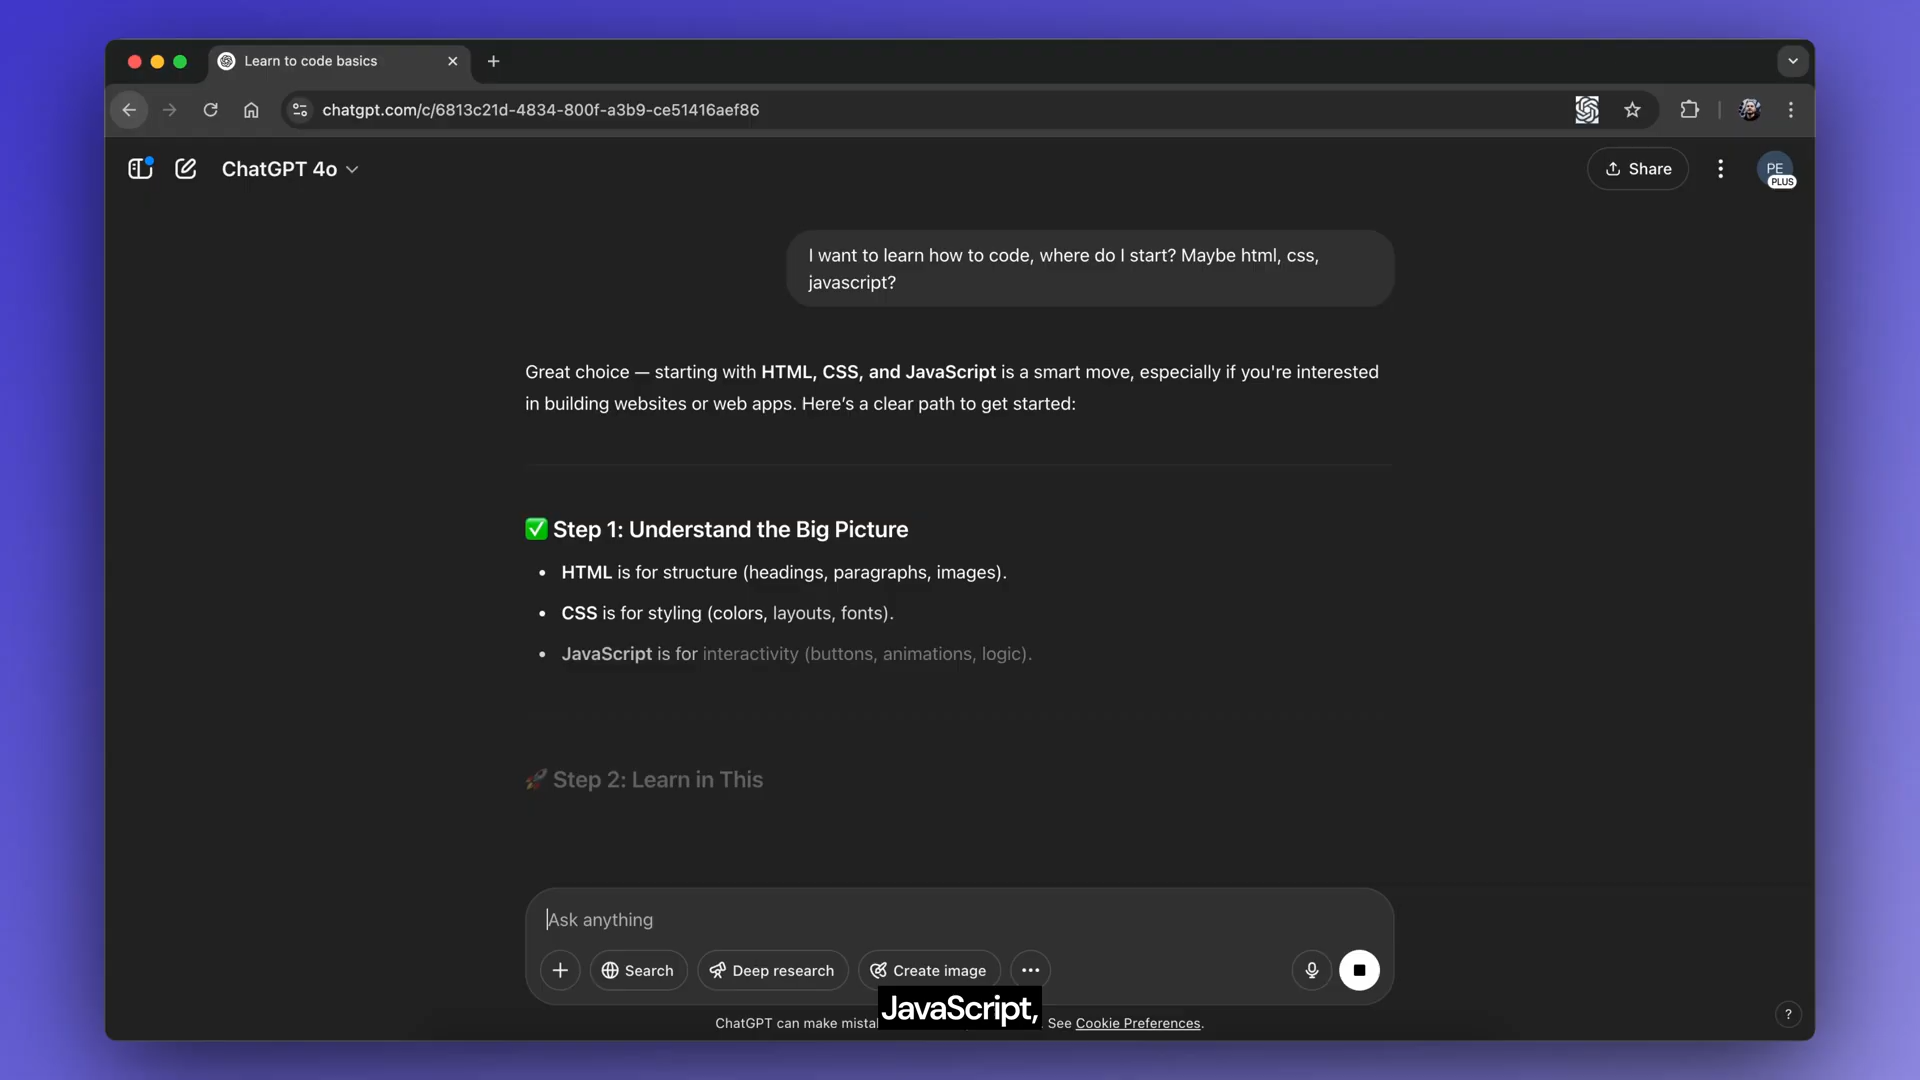 Learn to code basics
chatgpt.com/c/6813c21d-4834-800f-a3b9-ce51416aef86
ChatGPT 4o
Share
PE
PLUS
I want to learn how to code, where do I start? Maybe html, css,
javascript?
Great choice — starting with HTML, CSS, and JavaScript is a smart move, especially if you're interested
in building websites or web apps. Here’s a clear path to get started:
✅ Step 1: Understand the Big Picture
• HTML is for structure (headings, paragraphs, images).
• CSS is for styling (colors, layouts, fonts).
• JavaScript is for interactivity (buttons, animations, logic).
🚀 Step 2: Learn in This
Ask anything
Search
Deep research
Create image
JavaScript,
ChatGPT can make See Cookie Preferences.
?